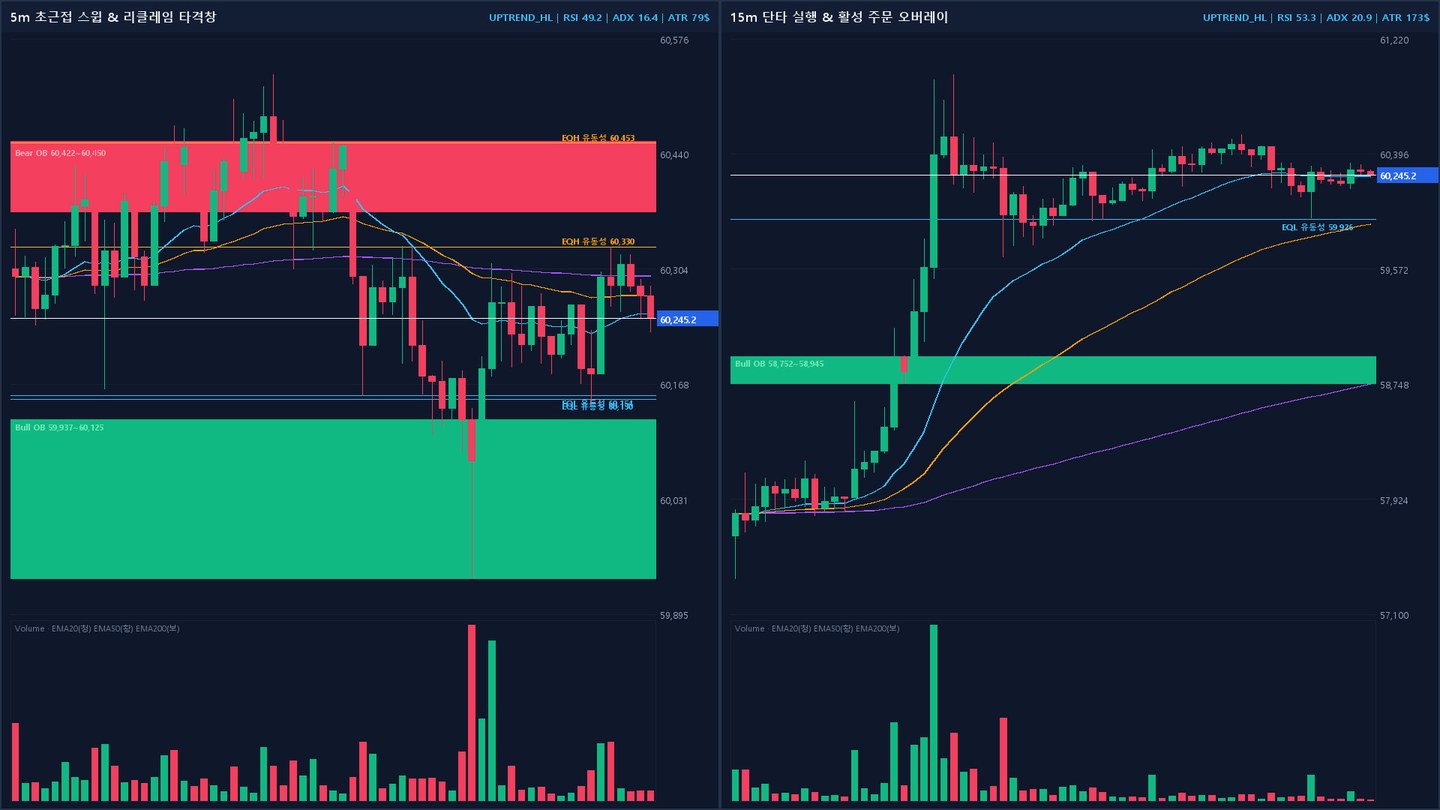 5m 초근접 스윕 & 리클레임 타격창
UPTREND_HL | RSI 49.2 | ADX 16.4 | ATR 79$
60,576
EQH 유동성 60,453
Bear OB 60,422~60,450
60,440
EQH 유동성 60,330
60,304
60,245.2
60,168
Bull OB 59,937~60,125
60,031
59,895
Volume · EMA20(청) EMA50(황) EMA200(보)
15m 단타 실행 & 활성 주문 오버레이
UPTREND_HL | RSI 53.3 | ADX 20.9 | ATR 173$
61,220
60,396
60,245.2
EQL 유동성 59,926
59,572
Bull OB 58,752~58,945
58,748
57,924
57,100
Volume · EMA20(청) EMA50(황) EMA200(보)